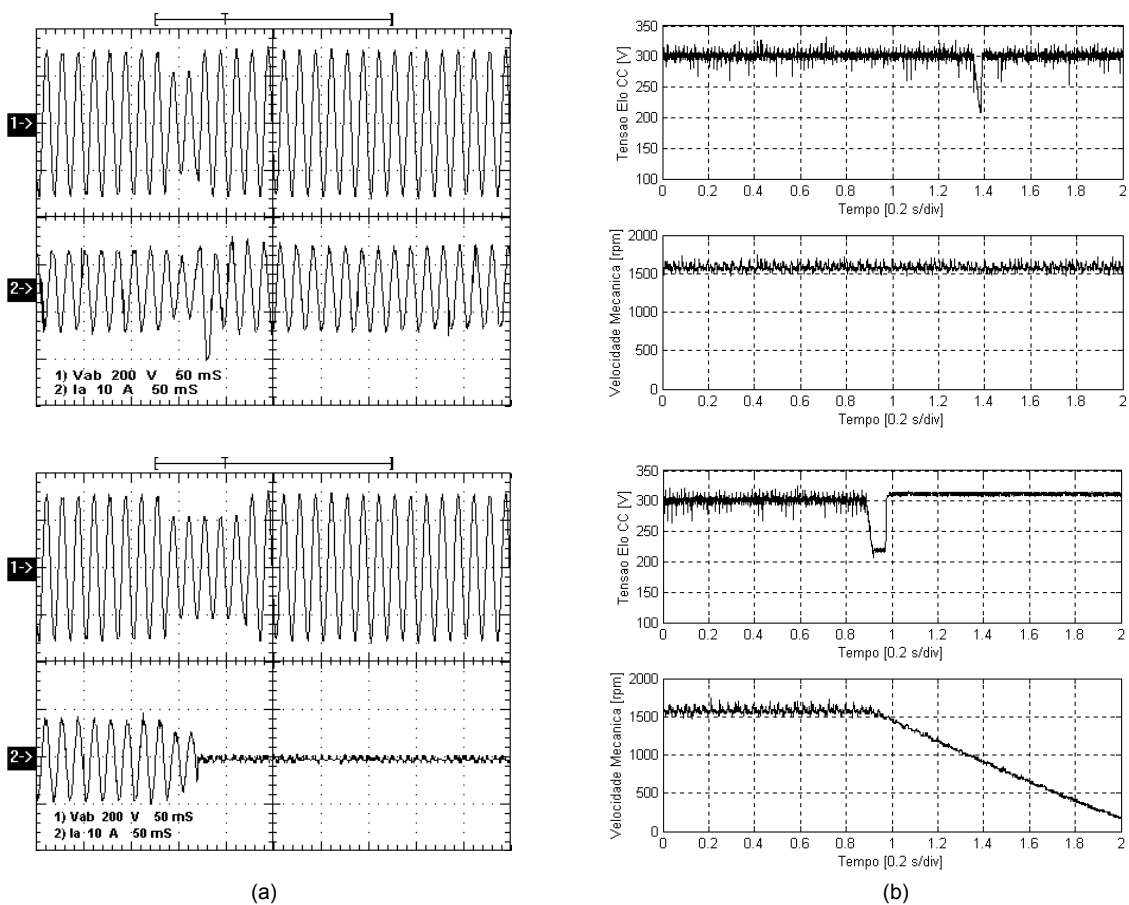 1->
2->
1) Vab 200 V 50 mS
2) Ia 10 A 50 mS
Tensao Elo CC [V]
350
300
250
200
150
100
0 0.2 0.4 0.6 0.8 1 1.2 1.4 1.6 1.8 2
Tempo [0.2 s/div]
Velocidade Mecanica [rpm]
2000
1500
1000
500
0
0 0.2 0.4 0.6 0.8 1 1.2 1.4 1.6 1.8 2
Tempo [0.2 s/div]
1->
2->
1) Vab 200 V 50 mS
2) Ia 10 A 50 mS
Tensao Elo CC [V]
350
300
250
200
150
100
0 0.2 0.4 0.6 0.8 1 1.2 1.4 1.6 1.8 2
Tempo [0.2 s/div]
Velocidade Mecanica [rpm]
2000
1500
1000
500
0
0 0.2 0.4 0.6 0.8 1 1.2 1.4 1.6 1.8 2
Tempo [0.2 s/div]
(a)
(b)